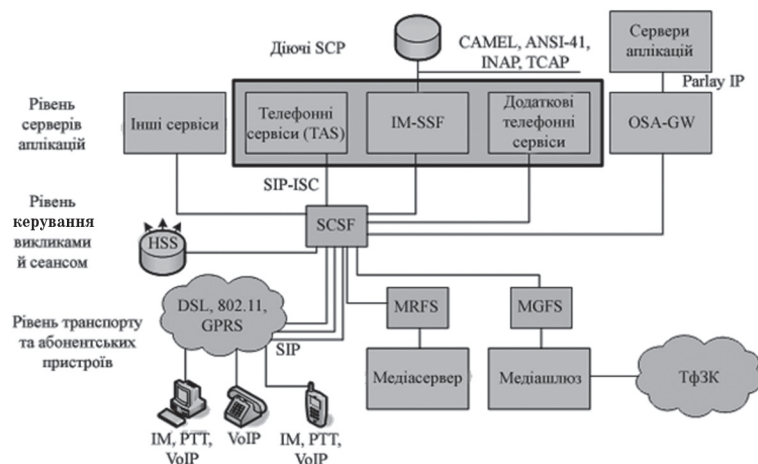 Діючі SCP
CAMEL, ANSI-41,
INAP, TCAP
Сервери
аплікацій
Parlay IP
Рівень
серверів
аплікацій
Інші сервіси
Телефонні
сервіси (TAS)
IM-SSF
Додаткові
телефонні
сервіси
OSA-GW
SIP-ISC
Рівень
керування
викликами
й сеансом
HSS
SCSF
Рівень транспорту
та абонентських
пристроїв
DSL, 802.11,
GPRS
SIP
MRFS
MGFS
Медіасервер
Медіашлюз
ТфЗК
IM, PTT,
VoIP
VoIP
IM, PTT,
VoIP